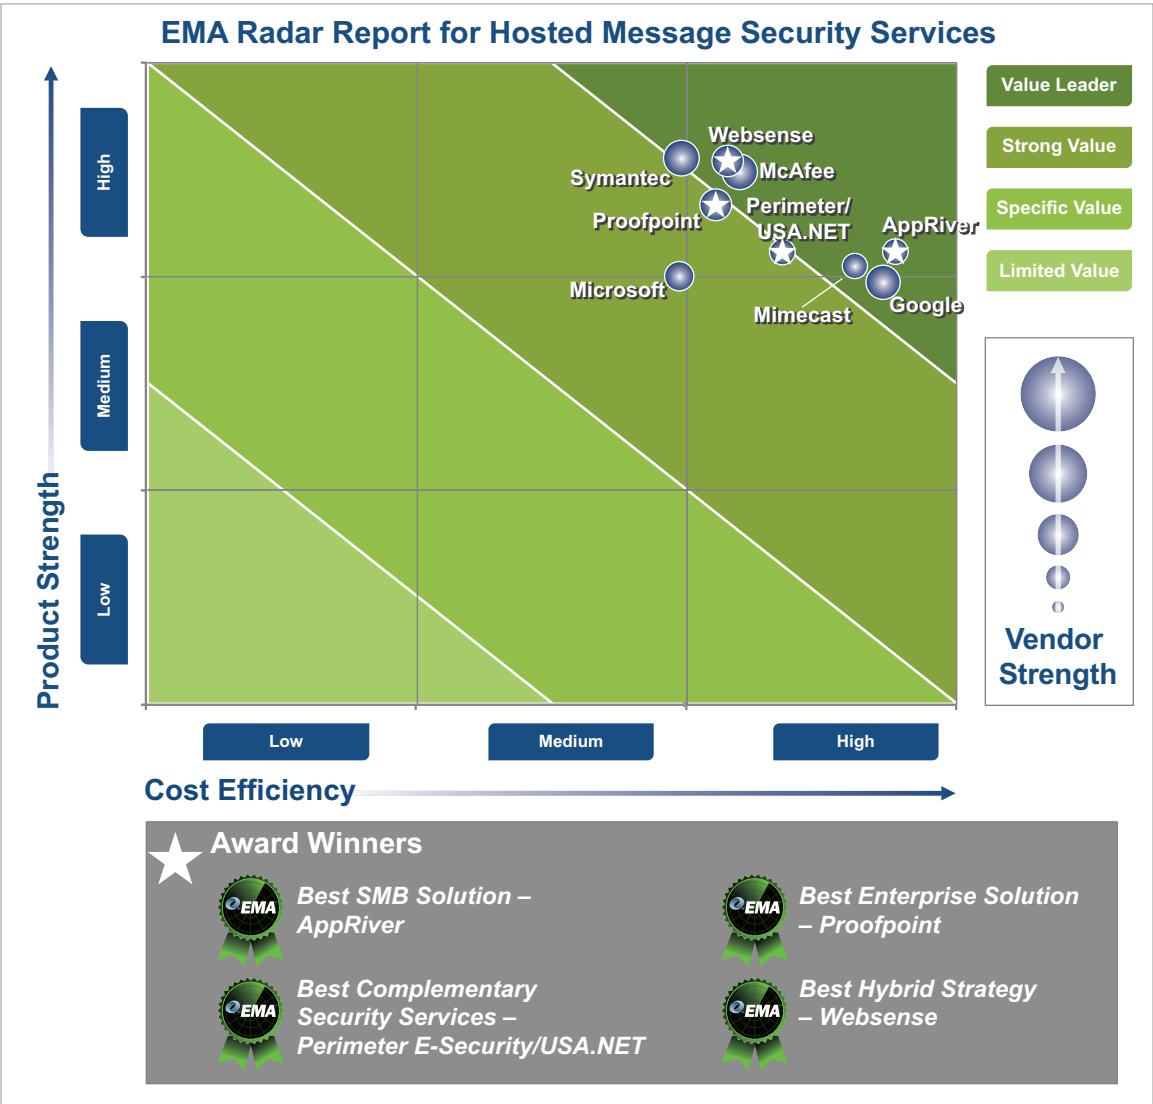 EMA Radar Report for Hosted Message Security Services
Value Leader
Strong Value
Specific Value
Limited Value
High
Medium
Low
Product Strength
Websense
Symantec
McAfee
Proofpoint
Perimeter/
USA.NET
AppRiver
Microsoft
Mimecast
Google
Vendor
Strength
Low
Medium
High
Cost Efficiency
Award Winners
EMA
Best SMB Solution –
AppRiver
EMA
Best Enterprise Solution
– Proofpoint
EMA
Best Complementary
Security Services –
Perimeter E-Security/USA.NET
EMA
Best Hybrid Strategy
– Websense